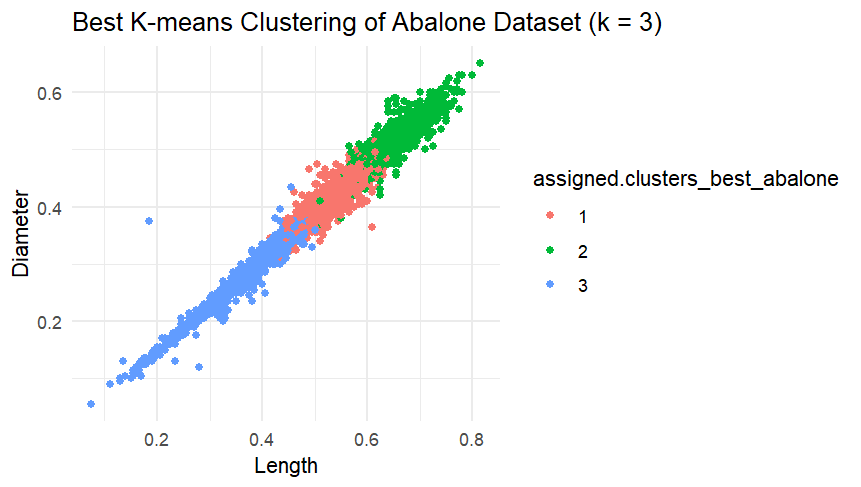 Best K-means Clustering of Abalone Dataset (k = 3)
0.6
0.4
0.2
Diameter
0.2 0.4 0.6 0.8
Length
assigned.clusters_best_abalone
1
2
3